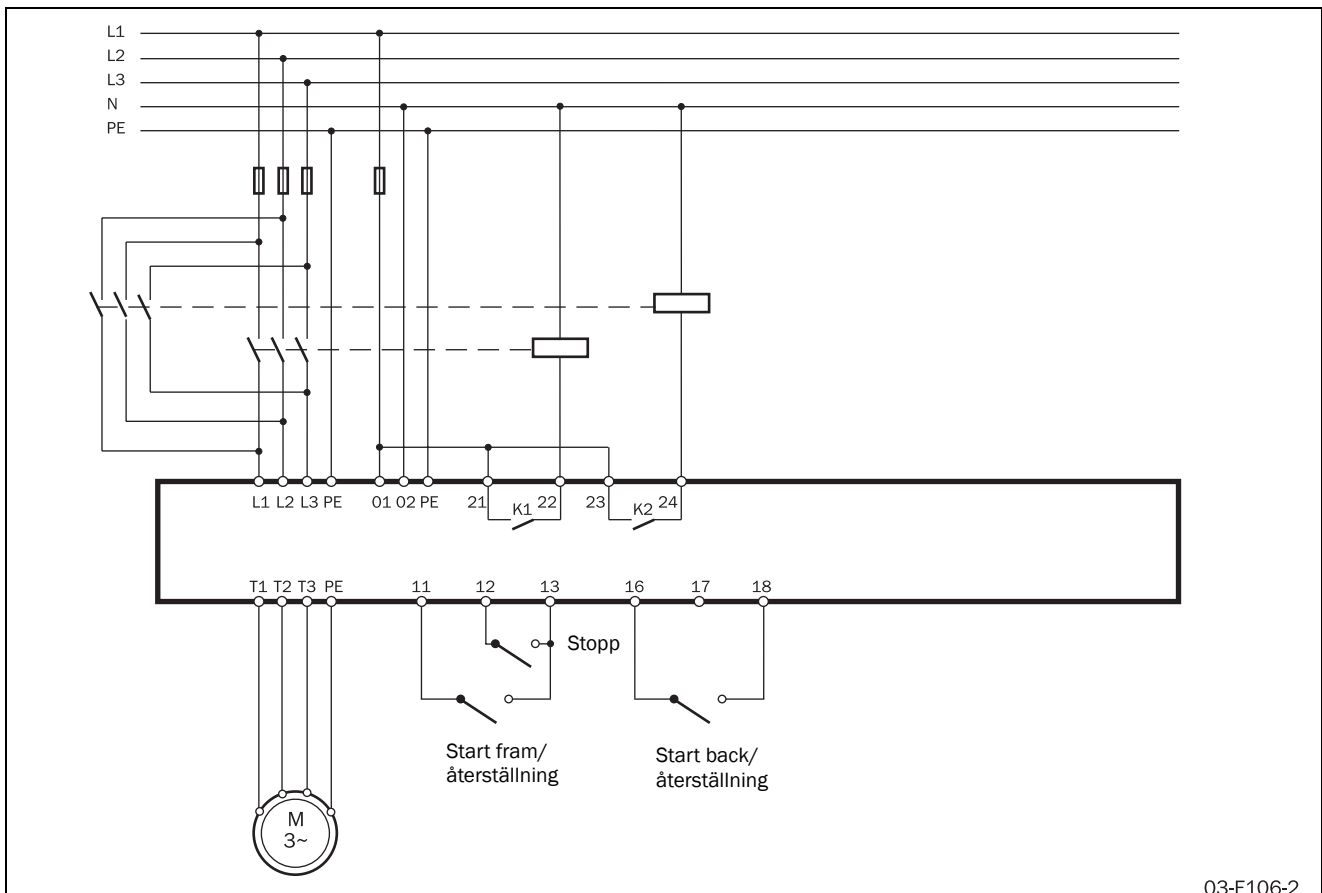 L1
L2
L3
N
PE
L1 L2 L3 PE 01 02 PE 21 K1 22 23 K2 24
T1 T2 T3 PE 11 12 13 16 17 18
Stopp
Start fram/
återställning
Start back/
återställning
M
3~
03-F106-2